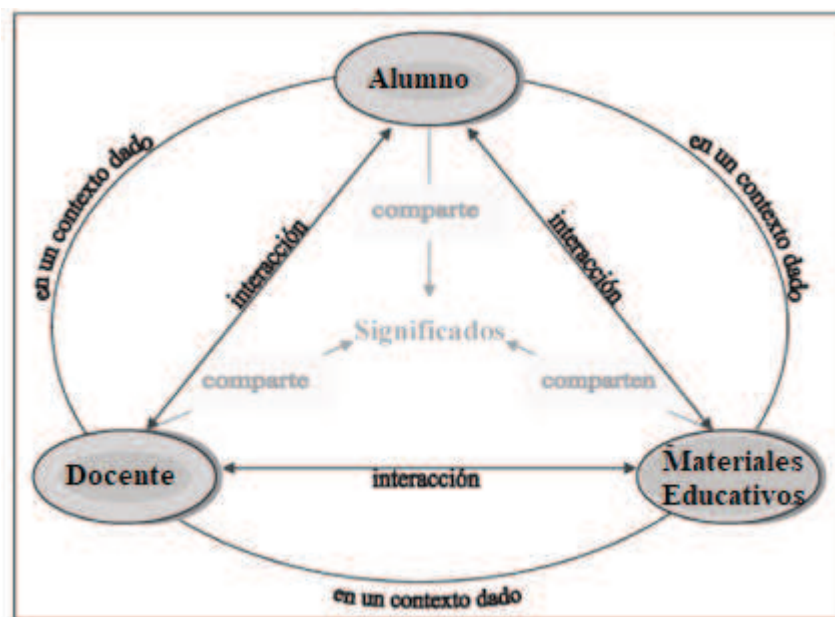 Alumno
en un contexto dado
en un contexto dado
comparte
interacción
interacción
Significados
comparte
comparten
Docente
Materiales
Educativos
interacción
en un contexto dado